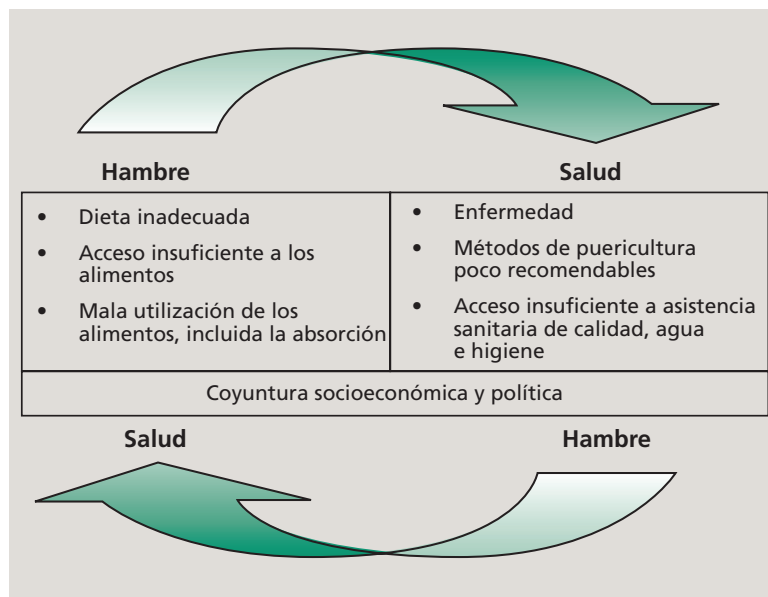 Hambre
Salud
• Dieta inadecuada
• Acceso insuficiente a los
alimentos
• Mala utilización de los
alimentos, incluida la absorción
• Enfermedad
• Métodos de puericultura
poco recomendables
• Acceso insuficiente a asistencia
sanitaria de calidad, agua
e higiene
Coyuntura socioeconómica y política
Salud
Hambre